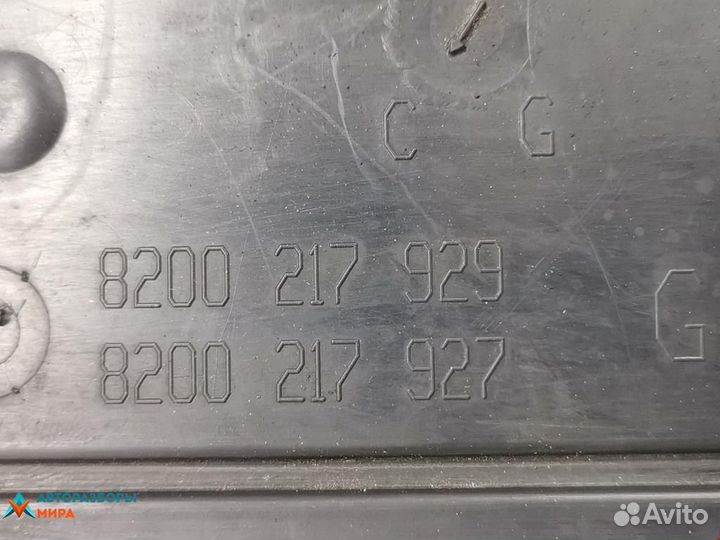 C G
8200 217 929
8200 217 927
G
АВТОРАЗБОРЫ
МИРА
Avito